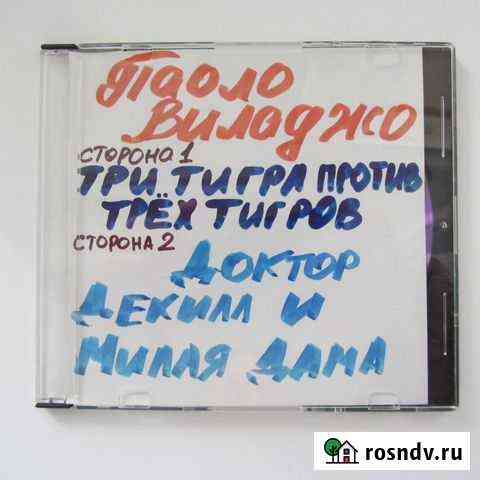 Паоло
Виладжо
СТОРОНА 1
ТРИ ТИГРА ПРОТИВ
ТРЁХ ТИГРОВ
СТОРОНА 2
ДОКТОР
ДЕКИЛЛ И
МИЛАЯ ДАМА
rosndv.ru